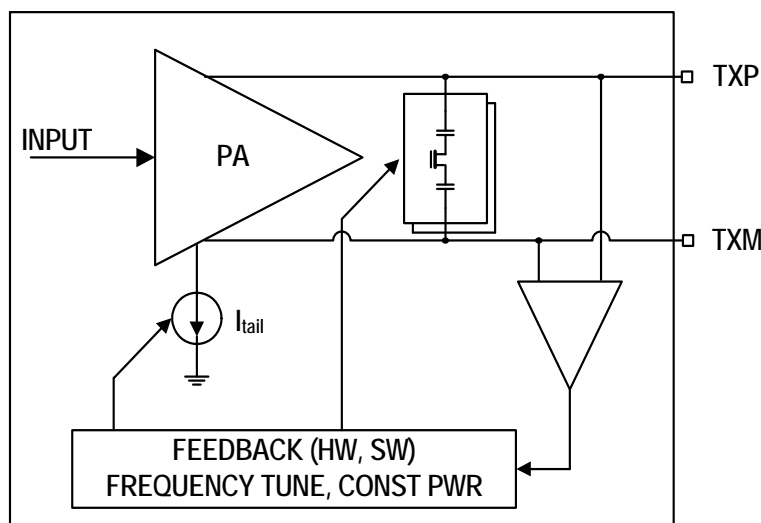 TXP
INPUT
PA
TXM
Itail
FEEDBACK (HW, SW)
FREQUENCY TUNE, CONST PWR